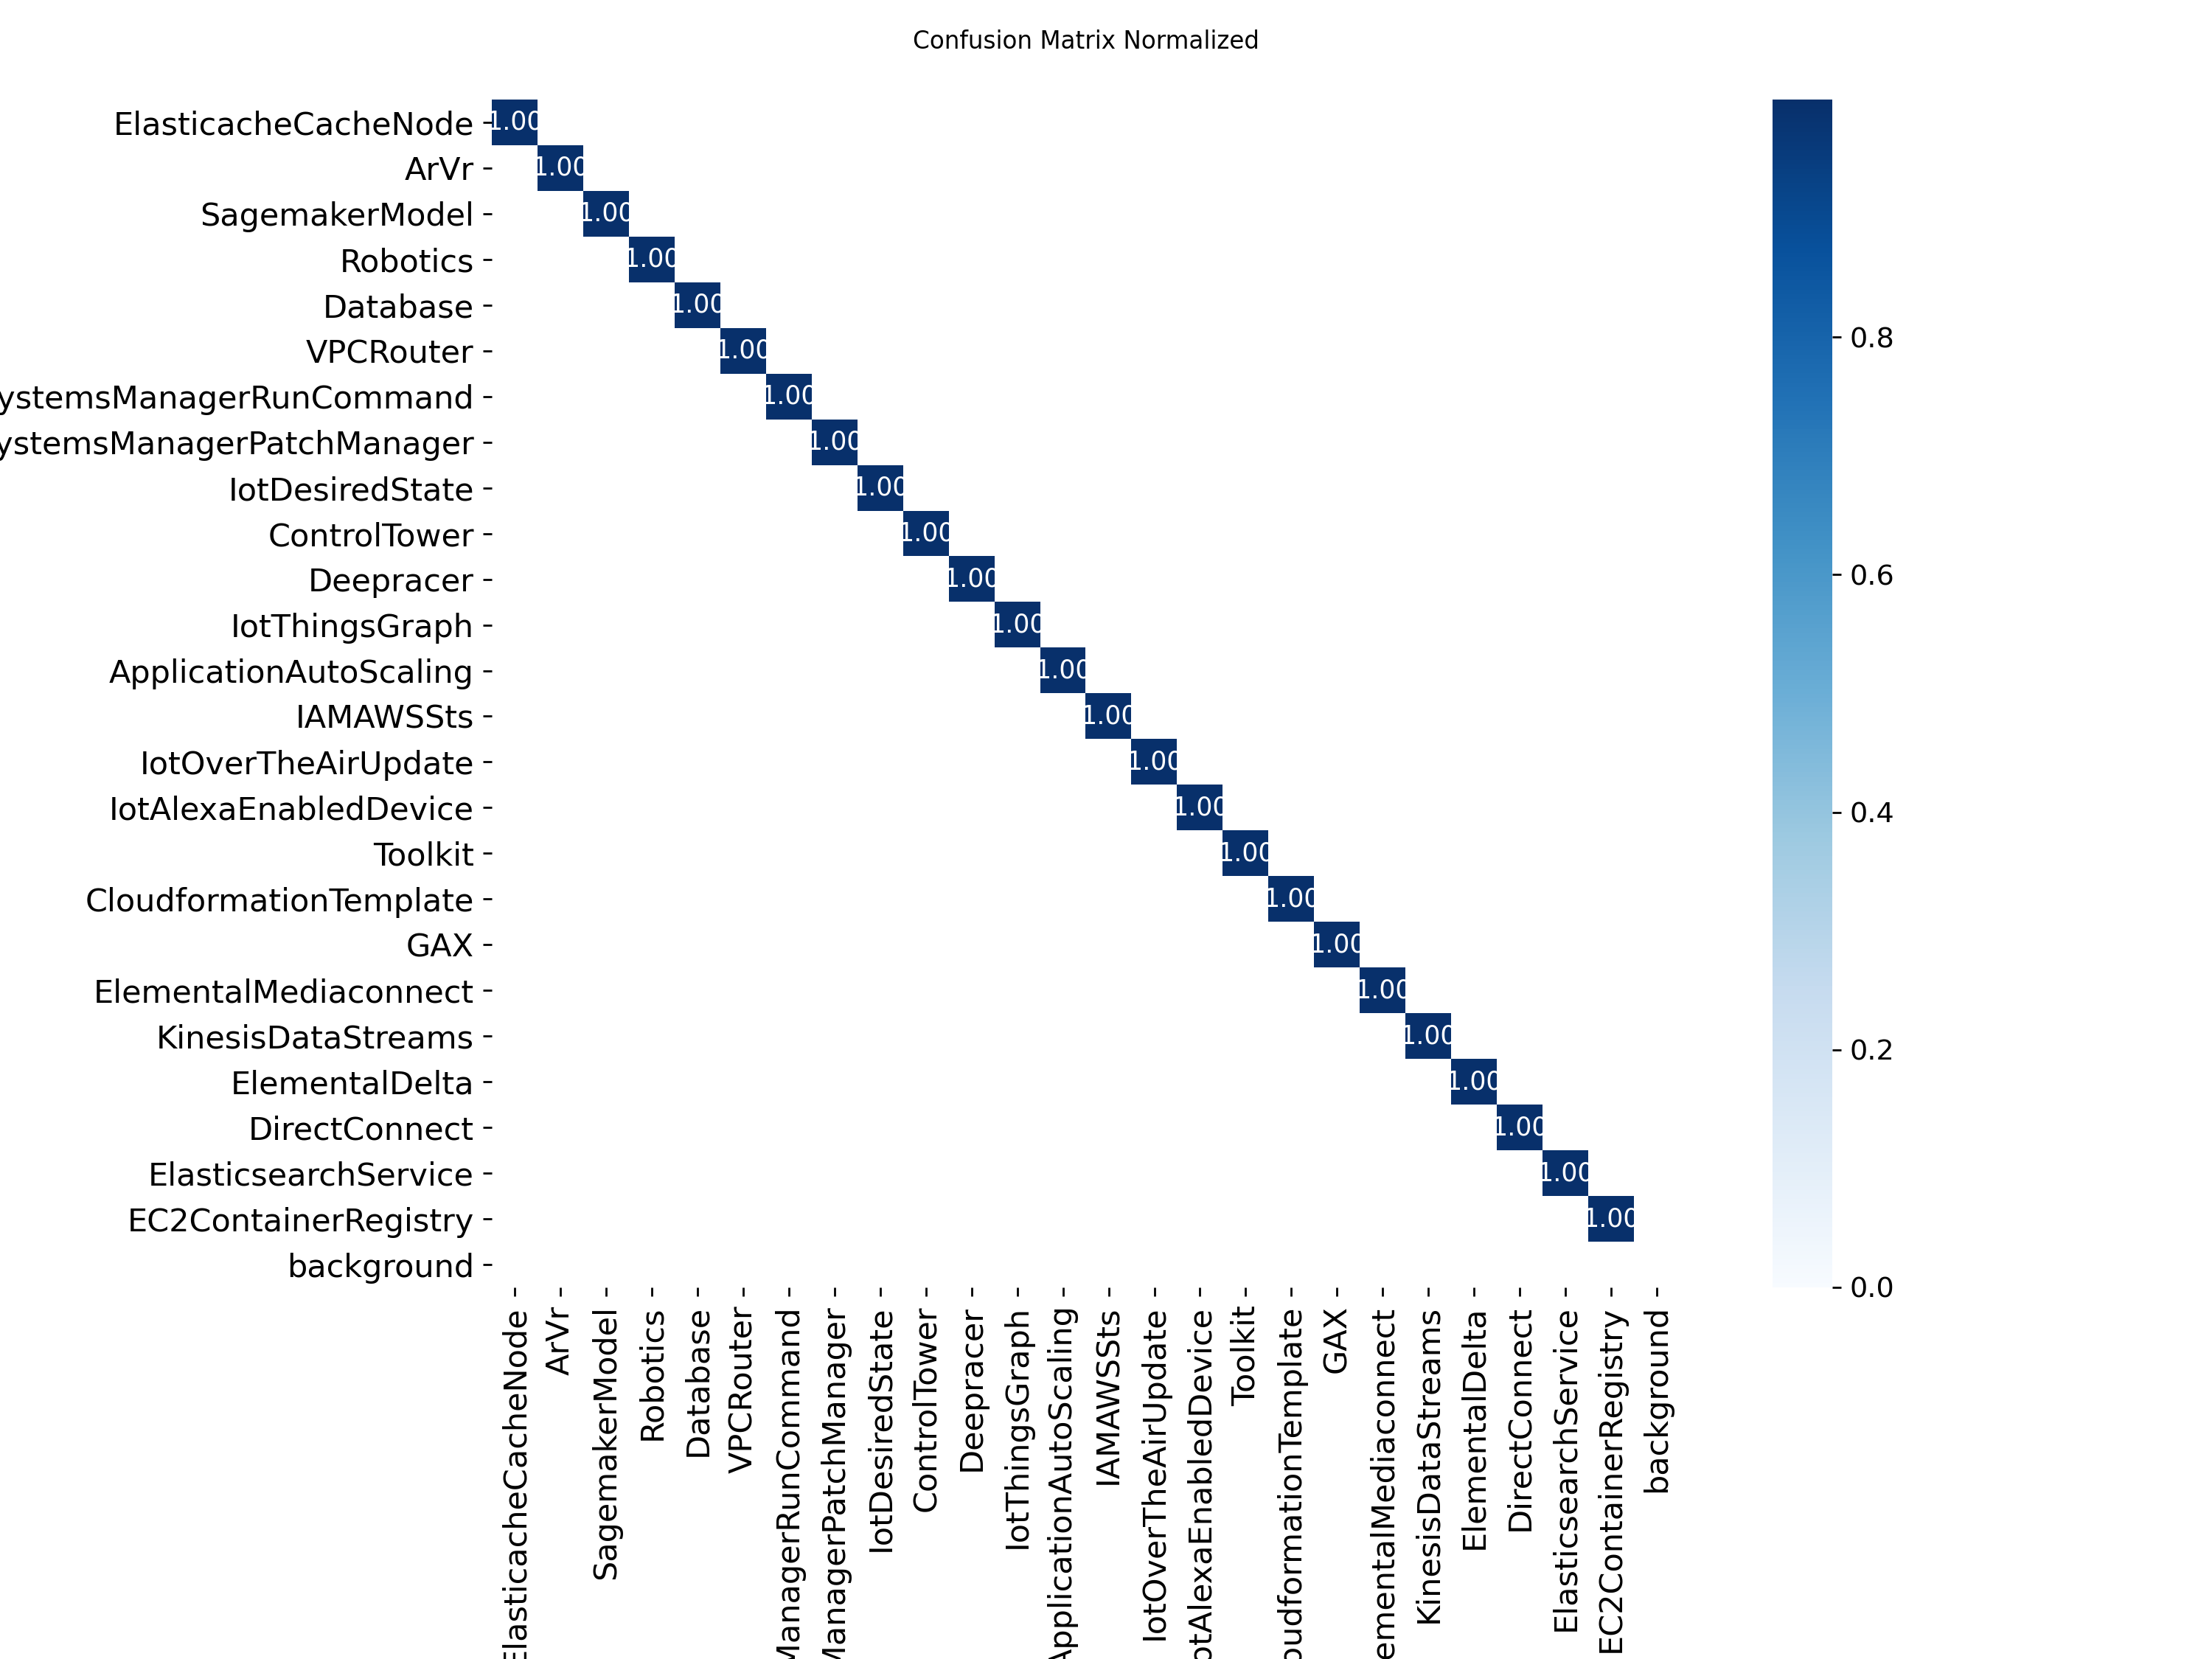 Confusion Matrix Normalized
ElasticacheCacheNode
1.00
ArVr
1.00
SagemakerModel
1.00
Robotics
1.00
Database
1.00
VPCRouter
1.00
ystemsManagerRunCommand
1.00
ystemsManagerPatchManager
1.00
IotDesiredState
1.00
ControlTower
1.00
Deepracer
1.00
IotThingsGraph
1.00
ApplicationAutoScaling
1.00
IAMAWSSts
1.00
IotOverTheAirUpdate
1.00
IotAlexaEnabledDevice
1.00
Toolkit
1.00
CloudformationTemplate
1.00
GAX
1.00
ElementalMediaconnect
1.00
KinesisDataStreams
1.00
ElementalDelta
1.00
DirectConnect
1.00
ElasticsearchService
1.00
EC2ContainerRegistry
1.00
background
0.8
0.6
0.4
0.2
0.0
ElasticacheCacheNode
ArVr
SagemakerModel
Robotics
Database
VPCRouter
ManagerRunCommand
ManagerPatchManager
IotDesiredState
ControlTower
Deepracer
IotThingsGraph
ApplicationAutoScaling
IAMAWSSts
IotOverTheAirUpdate
otAlexaEnabledDevice
Toolkit
oudformationTemplate
GAX
ementalMediaconnect
KinesisDataStreams
ElementalDelta
DirectConnect
ElasticsearchService
EC2ContainerRegistry
background